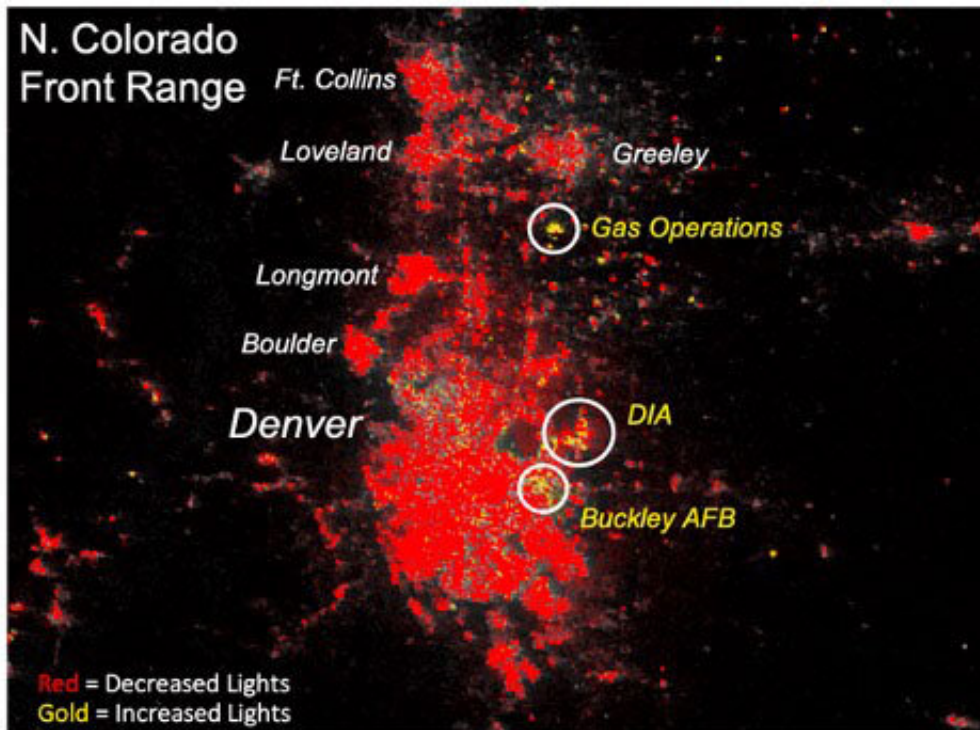 N. Colorado
Front Range
Ft. Collins
Loveland
Greeley
Gas Operations
Longmont
Boulder
Denver
DIA
Buckley AFB
Red = Decreased Lights
Gold = Increased Lights